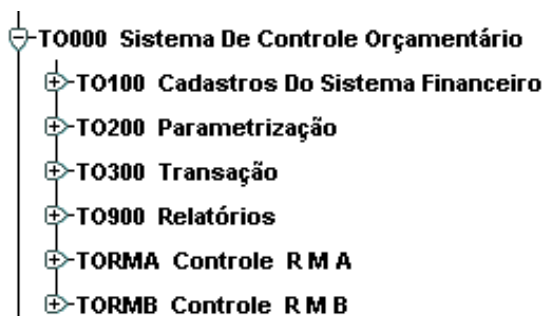 TO000 Sistema De Controle Orçamentário
TO100 Cadastros Do Sistema Financeiro
TO200 Parametrização
TO300 Transação
TO900 Relatórios
TORMA Controle R M A
TORMB Controle R M B